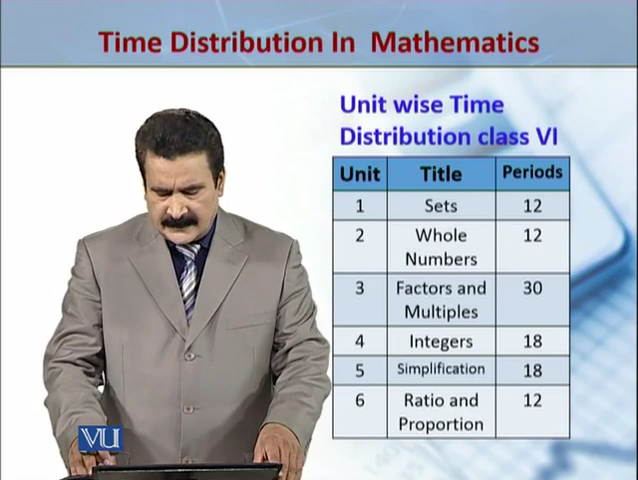 Time Distribution In Mathematics
Unit wise Time
Distribution class VI
Unit Title Periods
1 Sets 12
2 Whole Numbers 12
3 Factors and Multiples 30
4 Integers 18
5 Simplification 18
6 Ratio and Proportion 12
VU